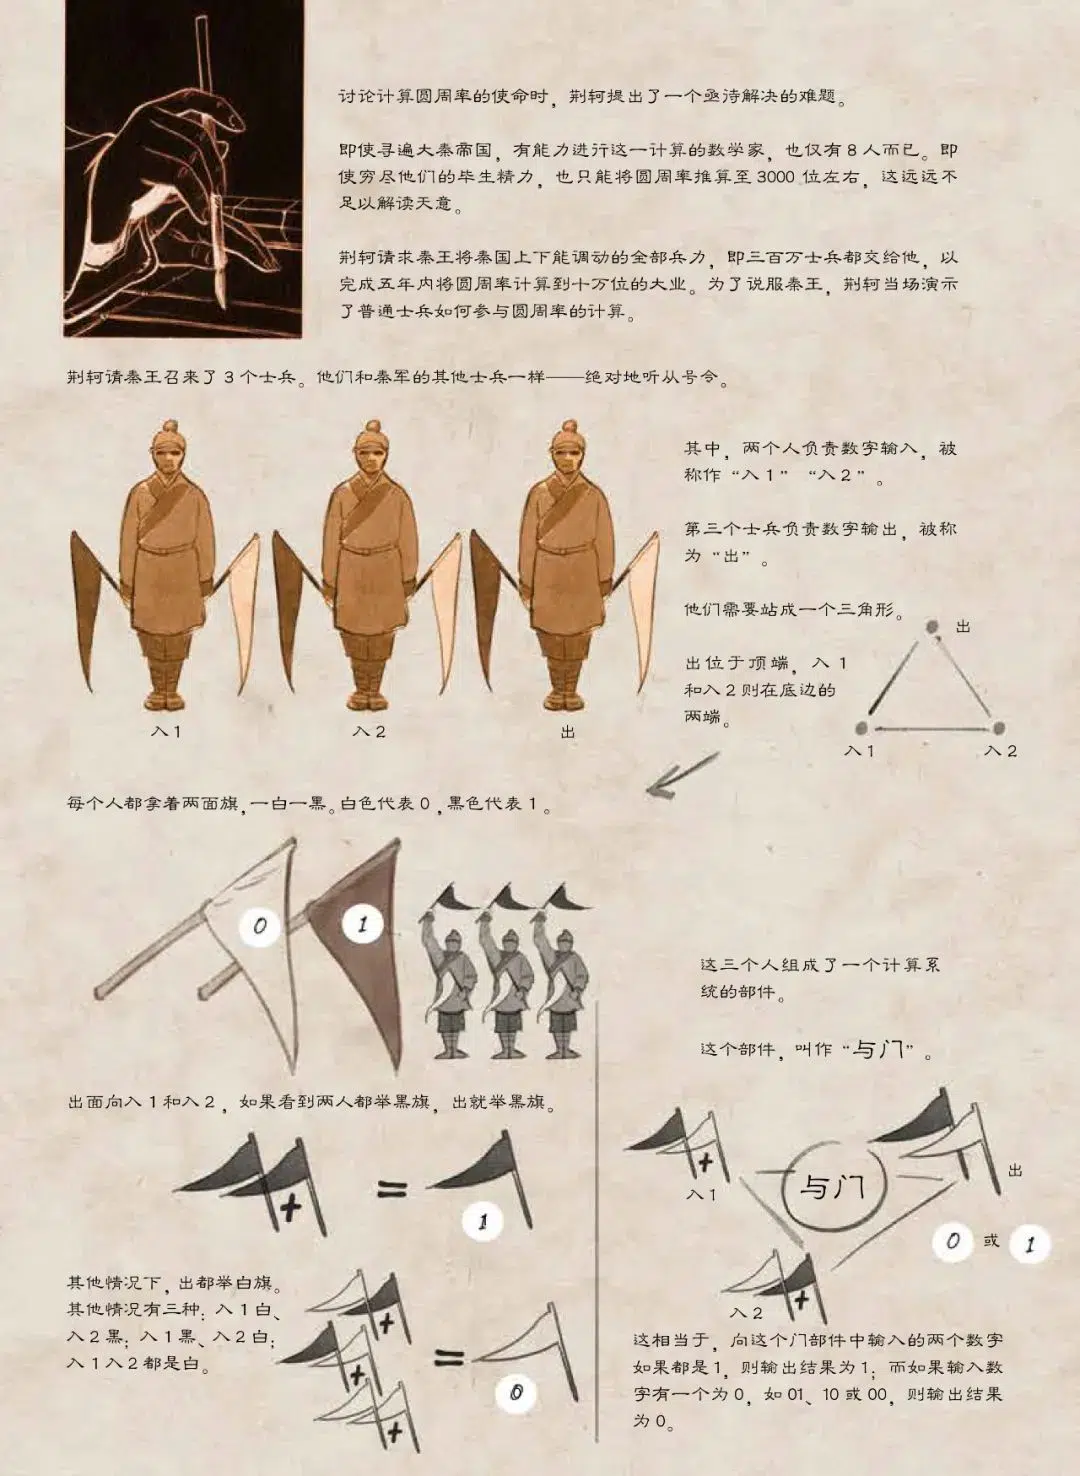 讨论计算圆周率的使命时，荆轲提出了一个亟待解决的难题。
即使寻遍大秦帝国，有能力进行这一计算的数学家，也仅有 8 人而已。即
使穷尽他们的毕生精力，也只能将圆周率推算至 3000 位左右，这远远不
足以解读天意。
荆轲请求秦王将秦国上下能调动的全部兵力，即三百万士兵都交给他，以
完成五年内将圆周率计算到十万位的大业。为了说服秦王，荆轲当场演示
了普通士兵如何参与圆周率的计算。
荆轲请秦王召来了 3 个士兵。他们和秦军的其他士兵一样——绝对地听从号令。
入 1
入 2
出
其中，两个人负责数字输入，被
称作“入 1”“入 2”。
第三个士兵负责数字输出，被称
为“出”。
他们需要站成一个三角形。
出位于顶端，入 1
和入 2 则在底边的
两端。
出
入 1
入 2
每个人都拿着两面旗，一白一黑。白色代表 0，黑色代表 1。
0
1
出面向入 1 和入 2，如果看到两人都举黑旗，出就举黑旗。
+
=
1
其他情况下，出都举白旗。
其他情况有三种：入 1 白、
入 2 黑；入 1 黑、入 2 白；
入 1 入 2 都是白。
+
+
+
=
0
这三个人组成了一个计算系
统的部件。
这个部件，叫作“与门”。
+
入 1
与门
出
0 或 1
+
入 2
这相当于，向这个门部件中输入的两个数字
如果都是 1，则输出结果为 1；而如果输入数
字有一个为 0，如 01、10 或 00，则输出结果
为 0。